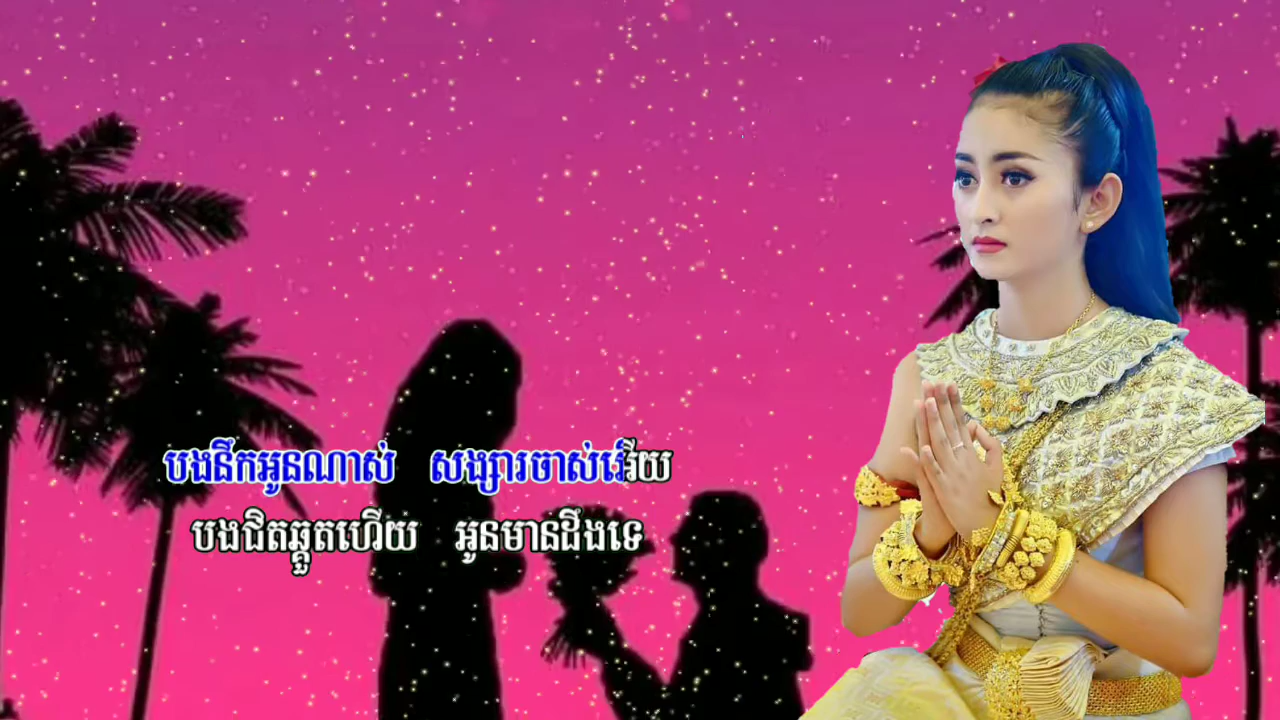 បងនឹកអូនណាស់ សង្សារចាស់អើយ
បងជិតឆ្គួតហើយ អូនមានដឹងទេ